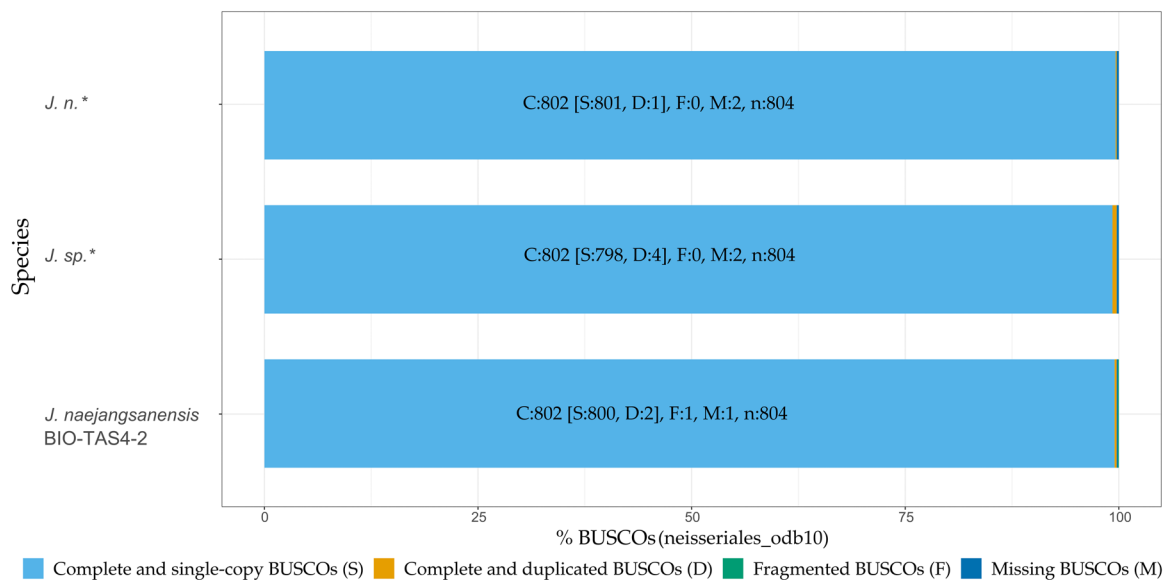 Species
J. n.*
C:802 [S:801, D:1], F:0, M:2, n:804
J. sp.*
C:802 [S:798, D:4], F:0, M:2, n:804
J. naejangsanensis
BIO-TAS4-2
C:802 [S:800, D:2], F:1, M:1, n:804
0 25 50 75 100
% BUSCOs (neisseriales_odb10)
Complete and single-copy BUSCOs (S) Complete and duplicated BUSCOs (D) Fragmented BUSCOs (F) Missing BUSCOs (M)